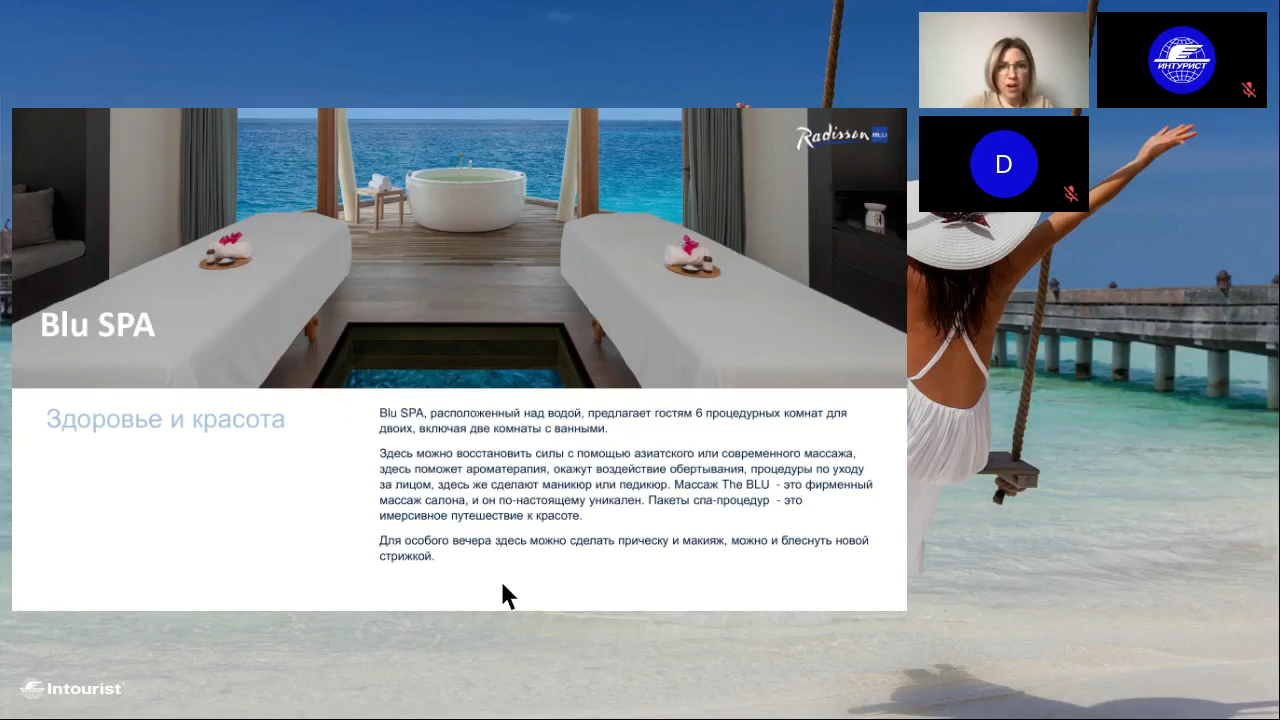 Radisson BLU
ИНТУРИСТ
D
Blu SPA
Здоровье и красота
Blu SPA, расположенный над водой, предлагает гостям 6 процедурных комнат для
двоих, включая две комнаты с ванными.
Здесь можно восстановить силы с помощью азиатского или современного массажа,
здесь поможет ароматерапия, окажут воздействие обертывания, процедуры по уходу
за лицом, здесь же сделают маникюр или педикюр. Массаж The BLU - это фирменный
массаж салона, и он по-настоящему уникален. Пакеты спа-процедур - это
имерсивное путешествие к красоте.
Для особого вечера здесь можно сделать прическу и макияж, можно и блеснуть новой
стрижкой.
Intourist